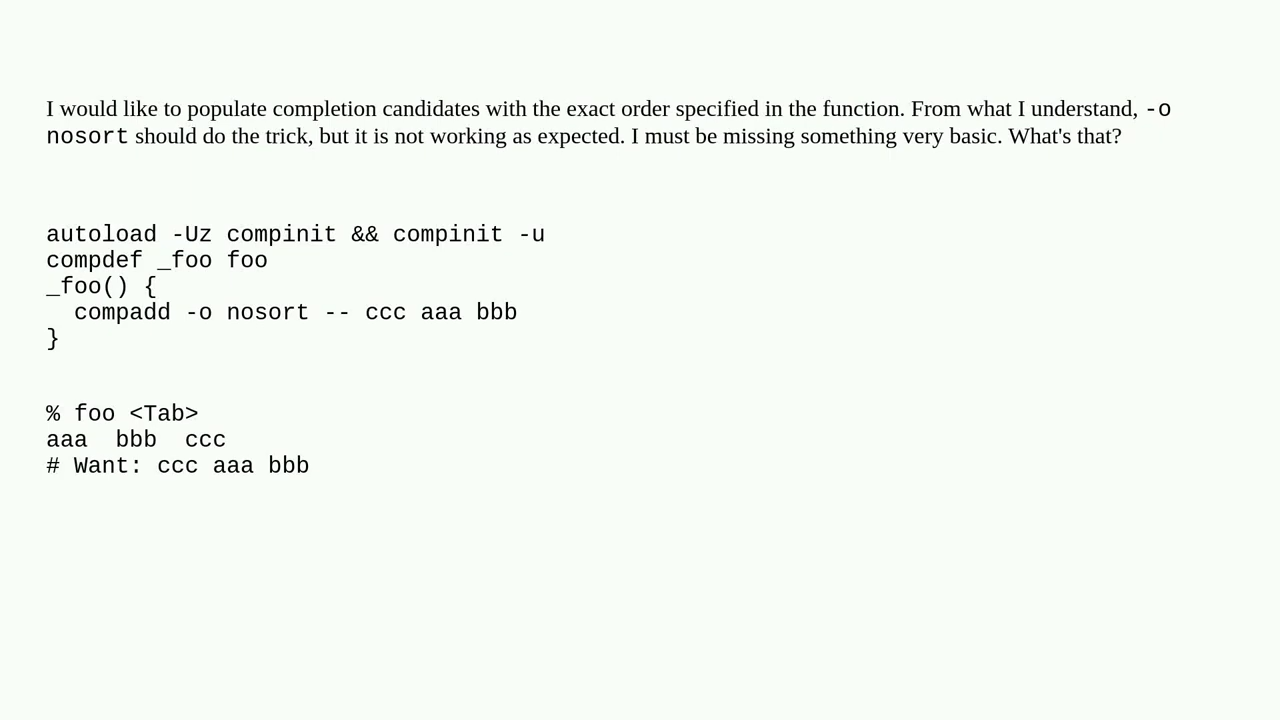 I would like to populate completion candidates with the exact order specified in the function. From what I understand, -o
nosort should do the trick, but it is not working as expected. I must be missing something very basic. What's that?
autoload -Uz compinit && compinit -u
compdef _foo foo
_foo() {
  compadd -o nosort -- ccc aaa bbb
}
% foo <Tab>
aaa  bbb  ccc
# Want: ccc aaa bbb